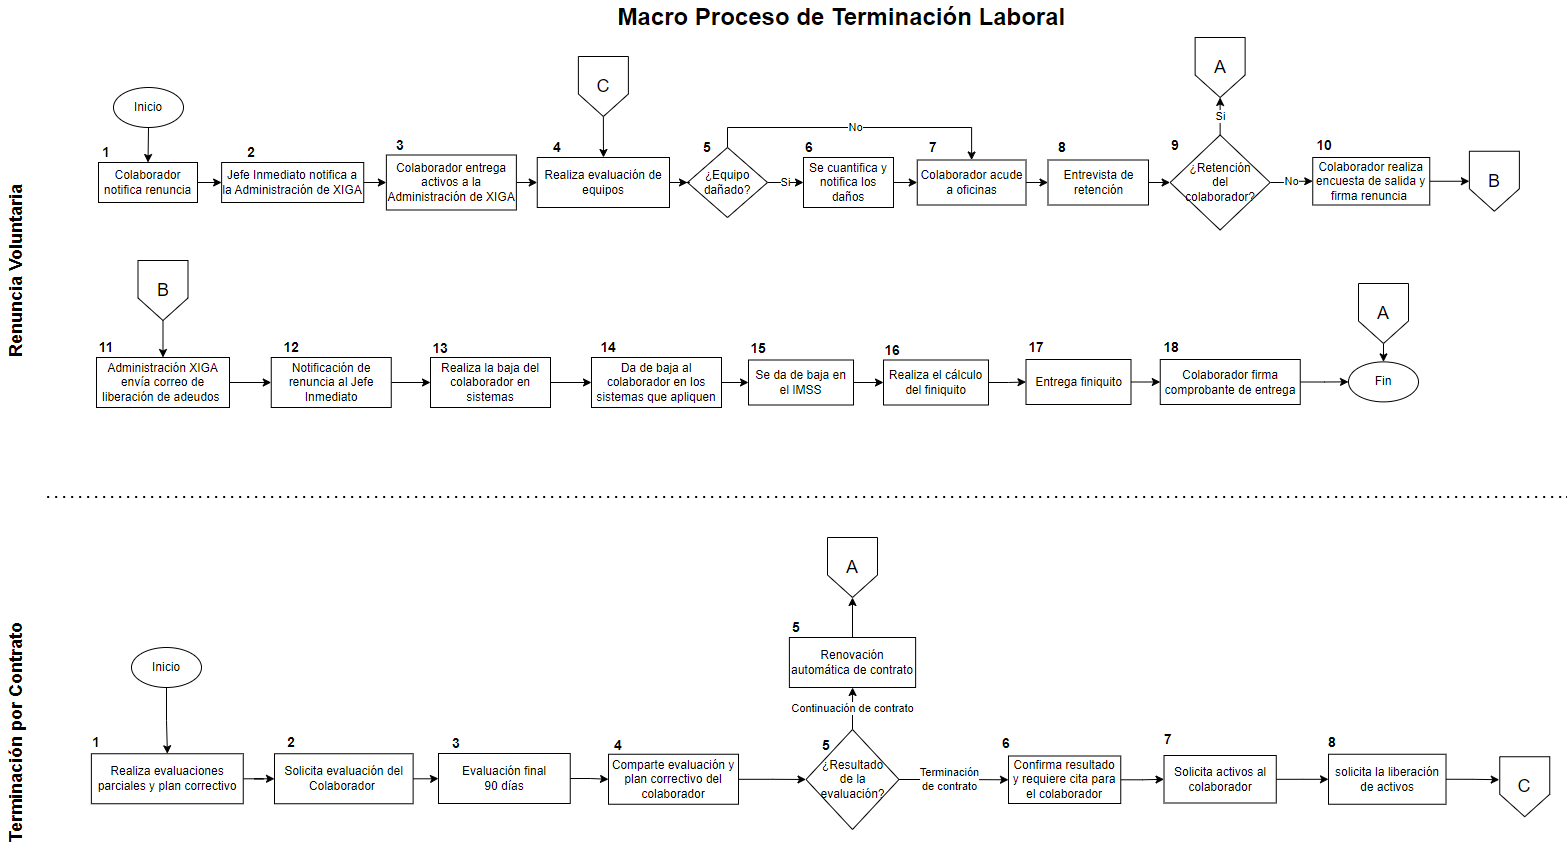 Macro Proceso de Terminación Laboral
Renuncia Voluntaria
Inicio
1
Colaborador
notifica renuncia
2
Jefe Inmediato notifica a
la Administración de XIGA
3
Colaborador entrega
activos a la
Administración de XIGA
C
4
Realiza evaluación de
equipos
5
¿Equipo
dañado?
No
Si
6
Se cuantifica y
notifica los
daños
7
Colaborador acude
a oficinas
8
Entrevista de
retención
A
Si
9
¿Retención
del
colaborador?
No
10
Colaborador realiza
encuesta de salida y
firma renuncia
B
B
11
Administración XIGA
envía correo de
liberación de adeudos
12
Notificación de
renuncia al Jefe
Inmediato
13
Realiza la baja del
colaborador en
sistemas
14
Da de baja al
colaborador en los
sistemas que apliquen
15
Se da de baja en
el IMSS
16
Realiza el cálculo
del finiquito
17
Entrega finiquito
18
Colaborador firma
comprobante de entrega
A
Fin
Terminación por Contrato
Inicio
1
Realiza evaluaciones
parciales y plan correctivo
2
Solicita evaluación del
Colaborador
3
Evaluación final
90 días
4
Comparte evaluación y
plan correctivo del
colaborador
A
5
Renovación
automática de contrato
Continuación de contrato
5
¿Resultado
de la
evaluación?
Terminación
de contrato
6
Confirma resultado
y requiere cita para
el colaborador
7
Solicita activos al
colaborador
8
solicita la liberación
de activos
C